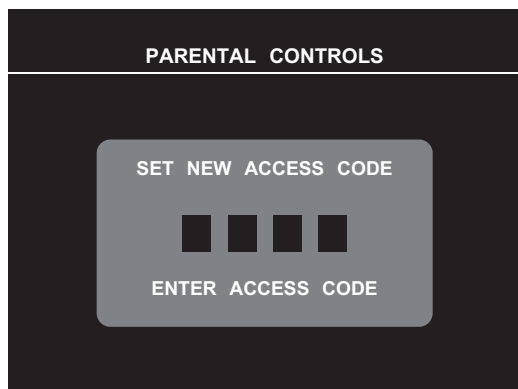 PARENTAL CONTROLS
SET NEW ACCESS CODE
ENTER ACCESS CODE